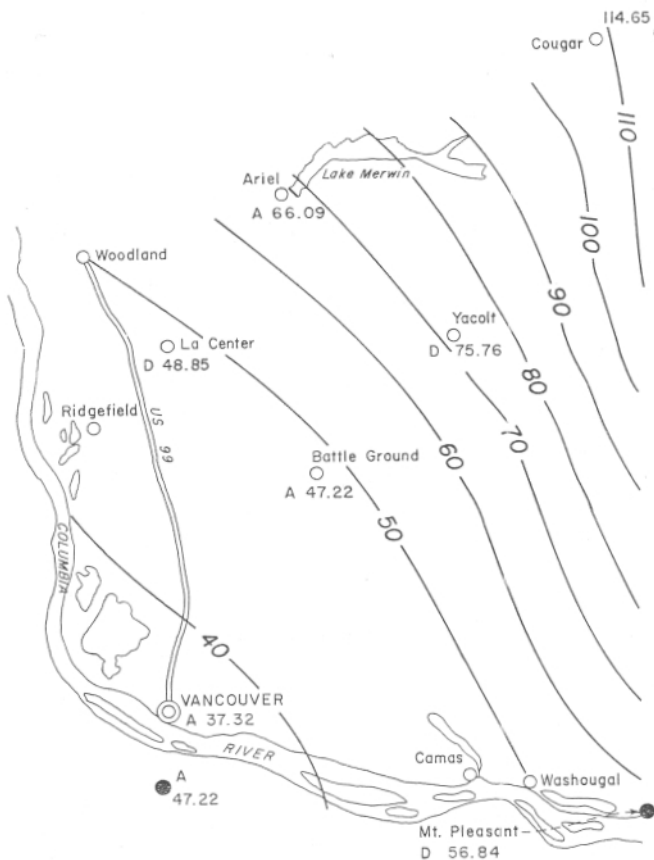 114.65
Cougar
110
Lake Merwin
Ariel
A 66.09
100
Woodland
90
Yacolt
D 75.76
La Center
D 48.85
80
Ridgefield
US 99
70
60
Battle Ground
A 47.22
50
COLUMBIA
40
VANCOUVER
A 37.32
RIVER
A
47.22
Camas
Washougal
Mt. Pleasant
D 56.84